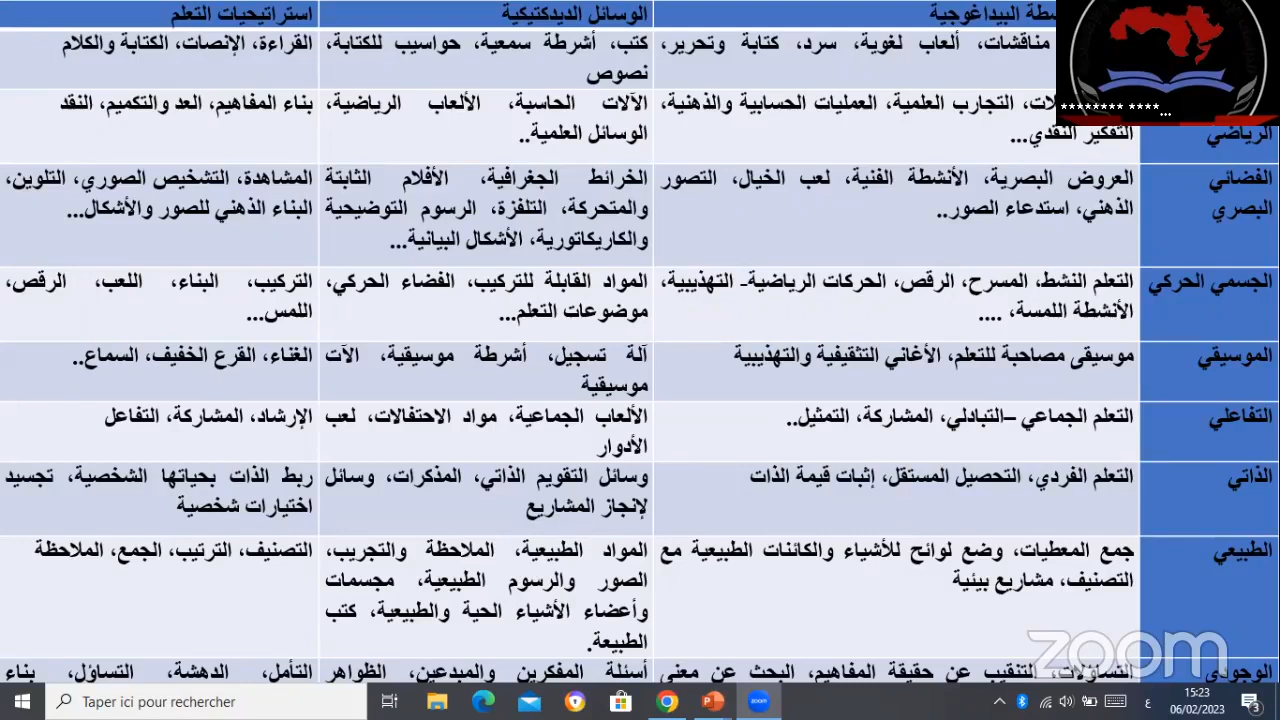 شطة البيداغوجية
الوسائل الديدكتيكية
استراتيجيات التعلم
مناقشات، ألعاب لغوية، سرد، كتابة وتحرير،
كتب، أشرطة سمعية، حواسيب للكتابة،
نصوص
القراءة، الإنصات، الكتابة والكلام
******** ****...
الرياضي
لات، التجارب العلمية، العمليات الحسابية والذهنية،
التفكير النقدي...
الآلات الحاسبة، الألعاب الرياضية،
الوسائل العلمية..
بناء المفاهيم، العد والتكميم، النقد
الفضائي
البصري
العروض البصرية، الأنشطة الفنية، لعب الخيال، التصور
الذهني، استدعاء الصور..
الخرائط الجغرافية، الأفلام الثابتة
والمتحركة، التلفزة، الرسوم التوضيحية
والكاريكاتورية، الأشكال البيانية...
المشاهدة، التشخيص الصوري، التلوين،
البناء الذهني للصور والأشكال...
الجسمي الحركي
التعلم النشط، المسرح، الرقص، الحركات الرياضية- التهذيبية،
الأنشطة اللمسة، ....
المواد القابلة للتركيب، الفضاء الحركي،
موضوعات التعلم...
التركيب، البناء، اللعب، الرقص،
اللمس...
الموسيقي
موسيقى مصاحبة للتعلم، الأغاني التثقيفية والتهذيبية
آلة تسجيل، أشرطة موسيقية، الآت
موسيقية
الغناء، القرع الخفيف، السماع..
التفاعلي
التعلم الجماعي –التبادلي، المشاركة، التمثيل..
الألعاب الجماعية، مواد الاحتفالات، لعب
الأدوار
الإرشاد، المشاركة، التفاعل
الذاتي
التعلم الفردي، التحصيل المستقل، إثبات قيمة الذات
وسائل التقويم الذاتي، المذكرات، وسائل
لإنجاز المشاريع
ربط الذات بحياتها الشخصية، تجسيد
اختيارات شخصية
الطبيعي
جمع المعطيات، وضع لوائح للأشياء والكائنات الطبيعية مع
التصنيف، مشاريع بيئية
المواد الطبيعية، الملاحظة والتجريب،
الصور والرسوم الطبيعية، مجسمات
وأعضاء الأشياء الحية والطبيعية، كتب
الطبيعة.
التصنيف، الترتيب، الجمع، الملاحظة
الوجودي
التساؤلات، التنقيب عن حقيقة المفاهيم، البحث عن معنى
أسئلة المفكرين والمبدعين، الظواهر
التأمل، الدهشة، التساؤل، بناء
zoom
Taper ici pour rechercher
zoom
ع
15:23
06/02/2023
3